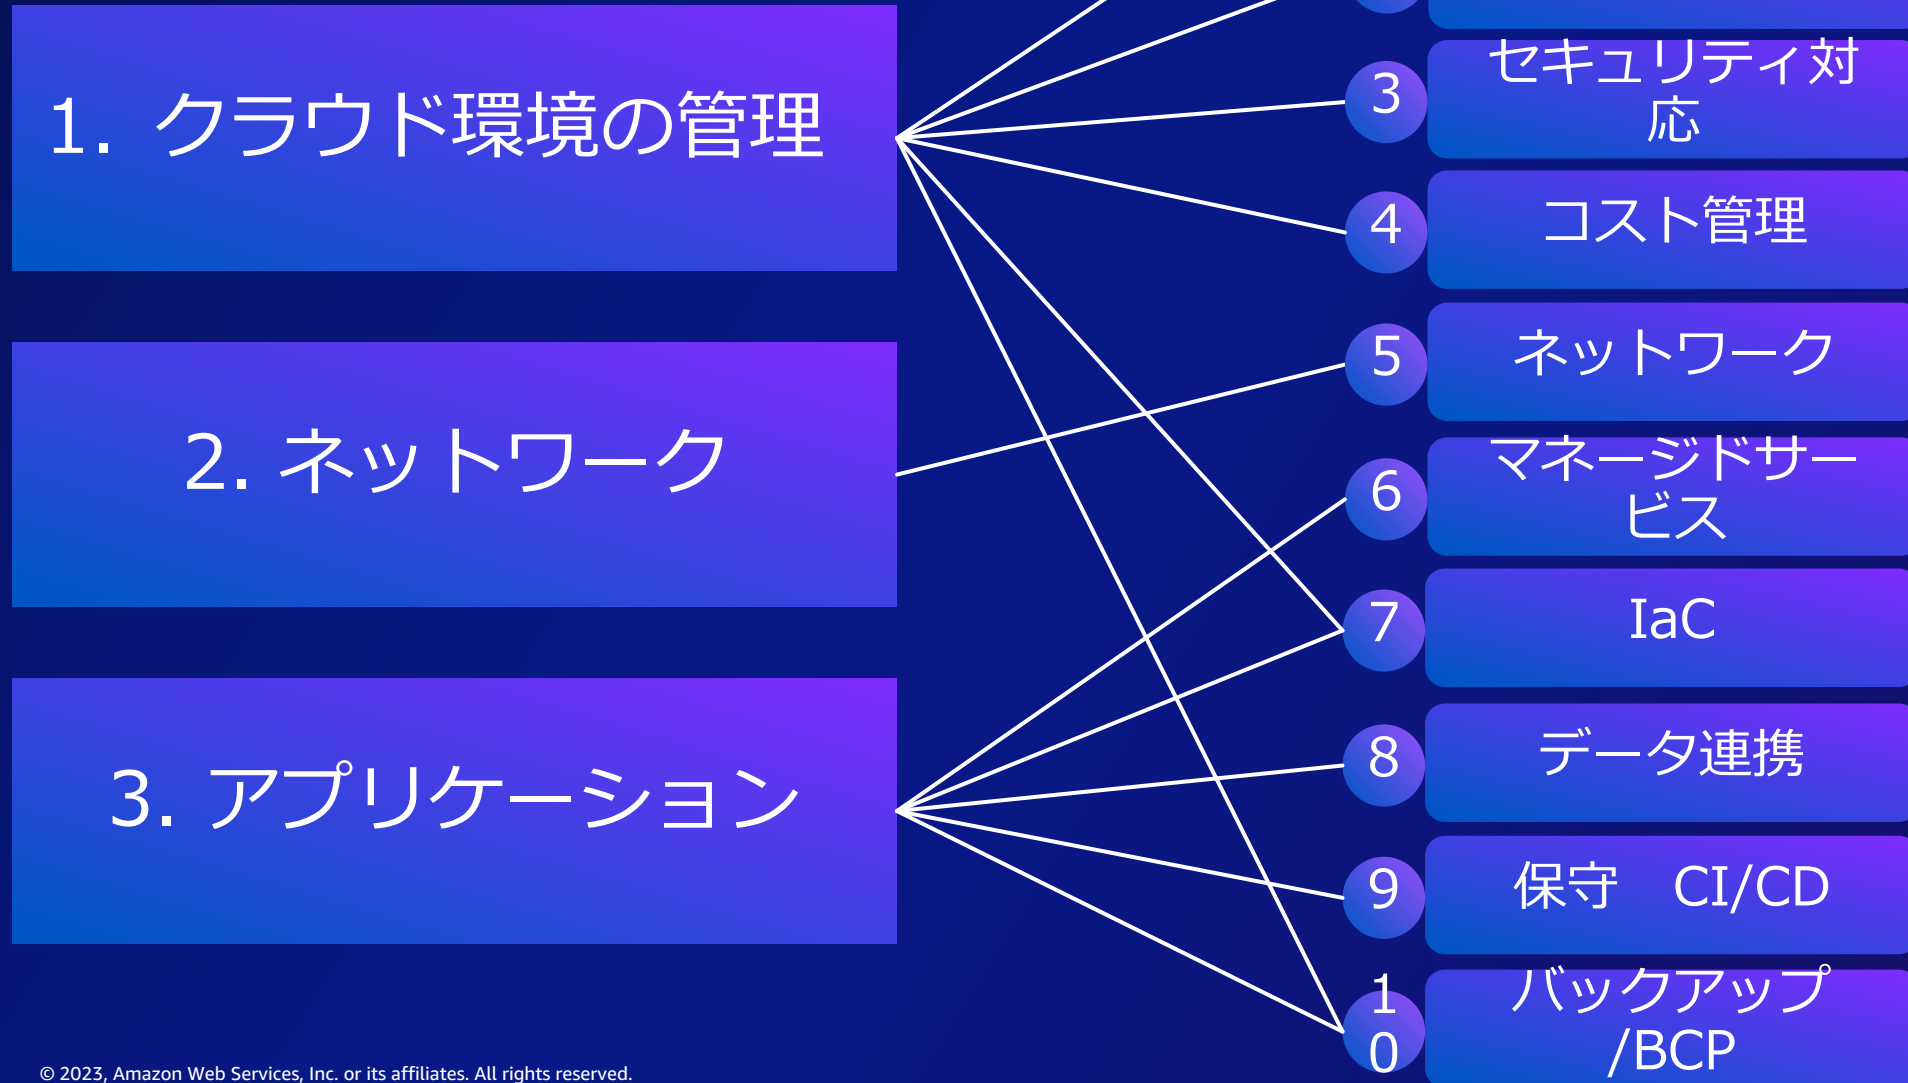 1. クラウド環境の管理
2. ネットワーク
3. アプリケーション
3
セキュリティ対
応
4
コスト管理
5
ネットワーク
6
マネージドサー
ビス
7
IaC
8
データ連携
9
保守　CI/CD
1
0
バックアップ
/BCP
© 2023, Amazon Web Services, Inc. or its affiliates. All rights reserved.